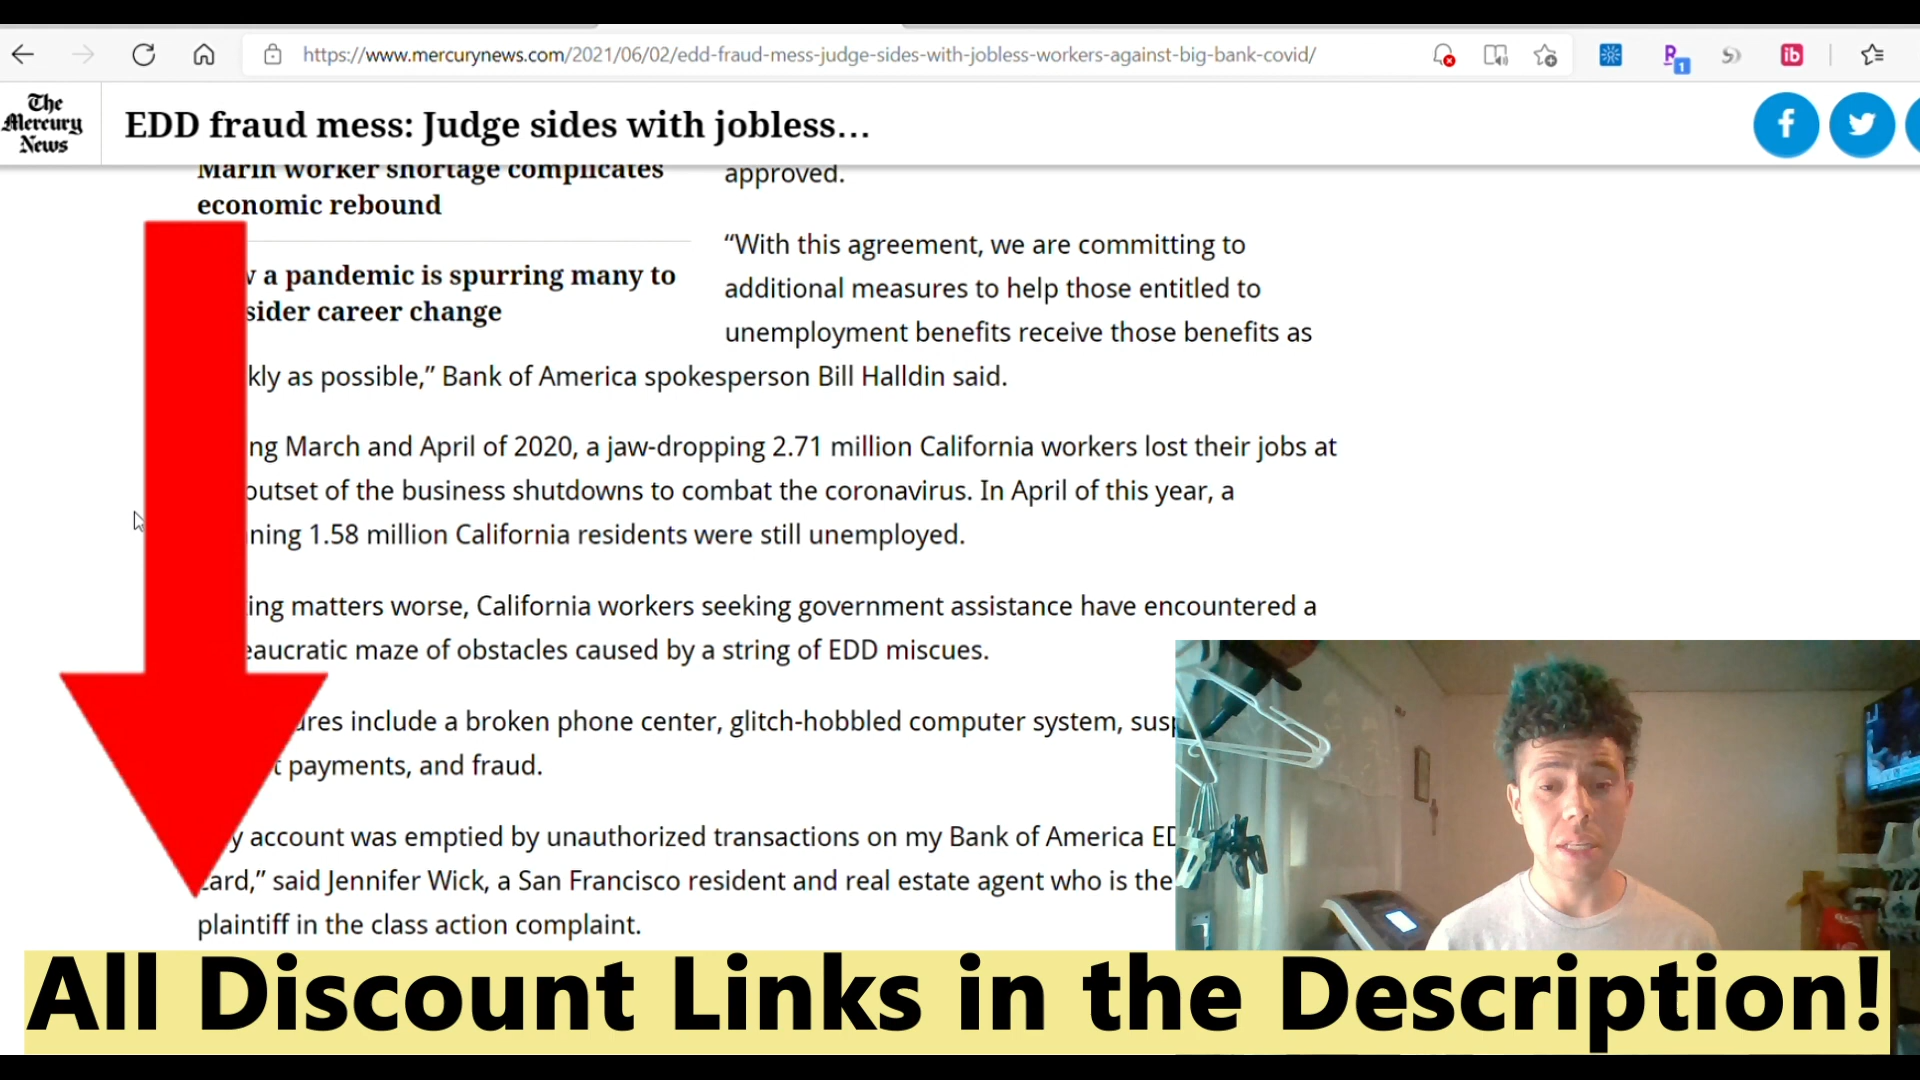 https://www.mercurynews.com/2021/06/02/edd-fraud-mess-judge-sides-with-jobless-workers-against-big-bank-covid/
1
ib
The
Mercury
News
EDD fraud mess: Judge sides with jobless…
Marin worker shortage complicates
economic rebound
a pandemic is spurring many to
sider career change
approved.
“With this agreement, we are committing to
additional measures to help those entitled to
unemployment benefits receive those benefits as
kly as possible,” Bank of America spokesperson Bill Halldin said.
ng March and April of 2020, a jaw-dropping 2.71 million California workers lost their jobs at
outset of the business shutdowns to combat the coronavirus. In April of this year, a
ning 1.58 million California residents were still unemployed.
ing matters worse, California workers seeking government assistance have encountered a
eaucratic maze of obstacles caused by a string of EDD miscues.
ures include a broken phone center, glitch-hobbled computer system, susp
t payments, and fraud.
y account was emptied by unauthorized transactions on my Bank of America ED
card,” said Jennifer Wick, a San Francisco resident and real estate agent who is the
plaintiff in the class action complaint.
All Discount Links in the Description!